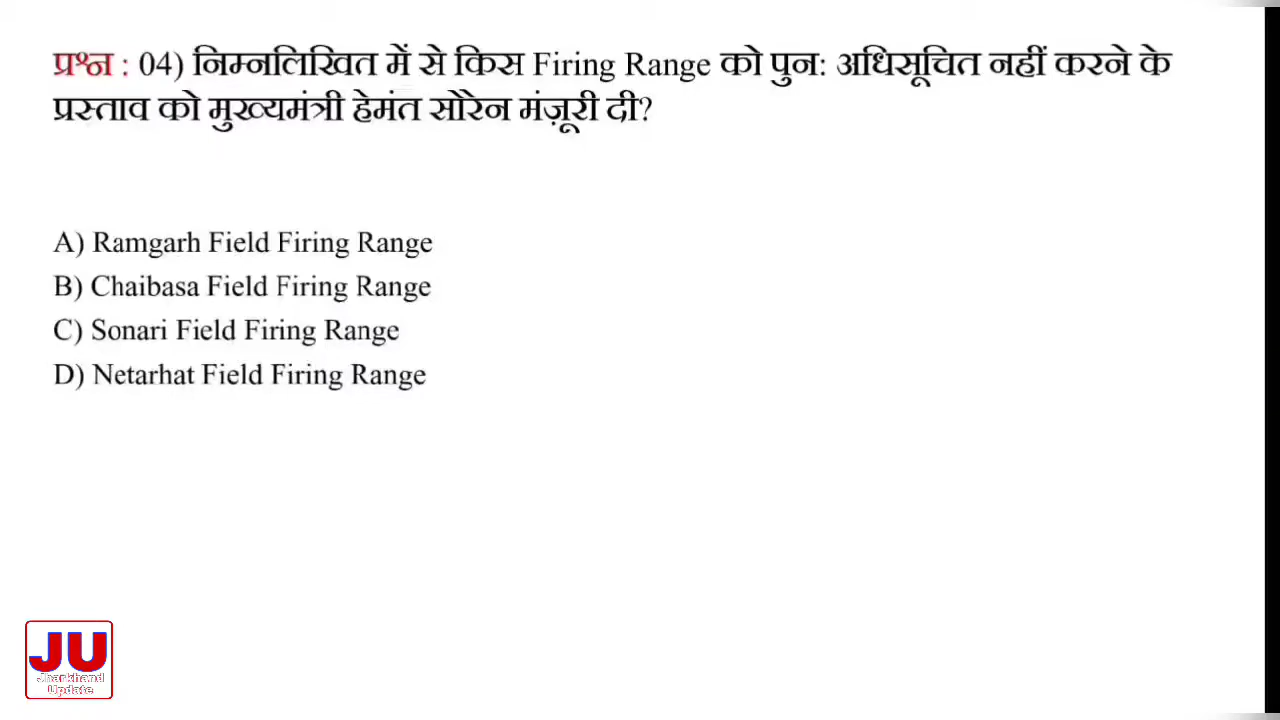 प्रश्न : 04) निम्नलिखित में से किस Firing Range को पुन: अधिसूचित नहीं करने के
प्रस्ताव को मुख्यमंत्री हेमंत सोरेन मंज़ूरी दी?
A) Ramgarh Field Firing Range
B) Chaibasa Field Firing Range
C) Sonari Field Firing Range
D) Netarhat Field Firing Range
JU
Jharkhand
Update